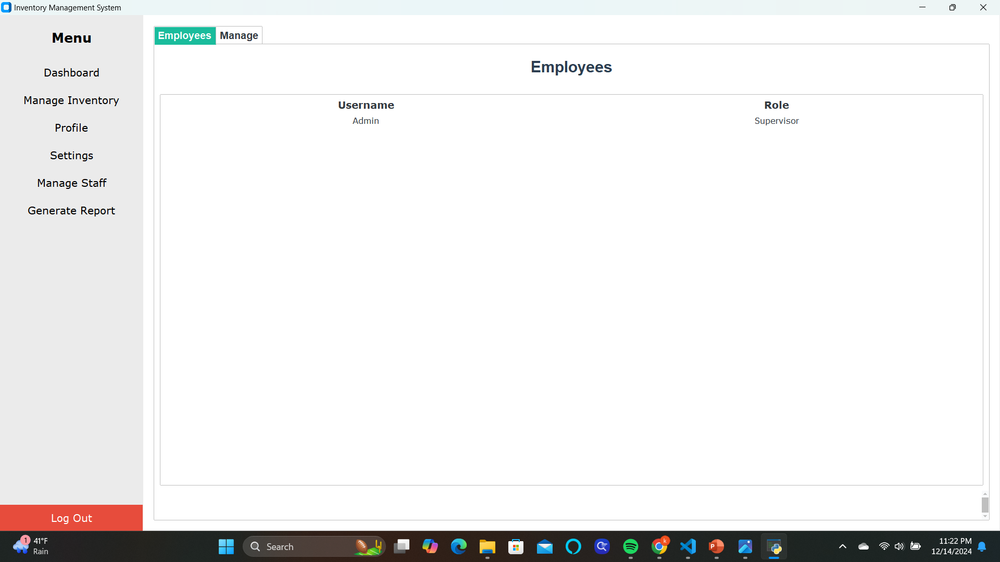 Inventory Management System
Menu
Dashboard
Manage Inventory
Profile
Settings
Manage Staff
Generate Report
Log Out
Employees Manage
Employees
Username Role
Admin Supervisor
1
41°F
Rain
Search
k
P
11:22 PM
12/14/2024